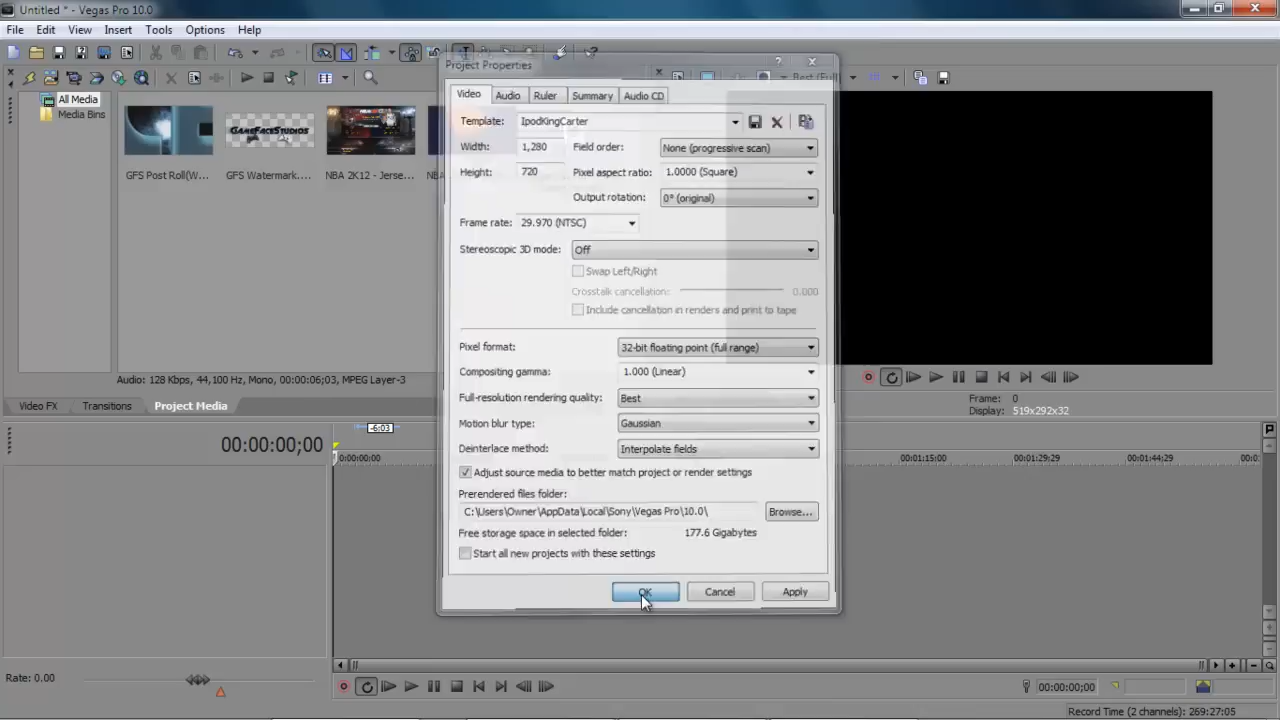 Untitled * - Vegas Pro 10.0
File Edit View Insert Tools Options Help
Project Properties
Best (Full)
All Media
Media Bins
GAMEFACESTUDIOS
GFS Post Roll(W...
GFS Watermark....
NBA 2K12 - Jerse...
Video Audio Ruler Summary Audio CD
Template: IpodKingCarter
Width: 1,280 Field order: None (progressive scan)
Height: 720 Pixel aspect ratio: 1.0000 (Square)
Output rotation: 0° (original)
Frame rate: 29.970 (NTSC)
Stereoscopic 3D mode: Off
Swap Left/Right
Crosstalk cancellation: 0.000
Include cancellation in renders and print to tape
Pixel format: 32-bit floating point (full range)
Compositing gamma: 1.000 (Linear)
Full-resolution rendering quality: Best
Motion blur type: Gaussian
Deinterlace method: Interpolate fields
Adjust source media to better match project or render settings
Prerendered files folder:
C:\Users\Owner\AppData\Local\Sony\Vegas Pro\10.0\ Browse...
Free storage space in selected folder: 177.6 Gigabytes
Start all new projects with these settings
OK Cancel Apply
Audio: 128 Kbps, 44,100 Hz, Mono, 00:00:06;03, MPEG Layer-3
Video FX Transitions Project Media
Frame: 0
Display: 519x292x32
00:00:00;00
-6:03
0:00:00;00 00:01:15;00 00:01:29;29 00:01:44;29
Rate: 0.00
00:00:00;00
Record Time (2 channels): 269:27:05